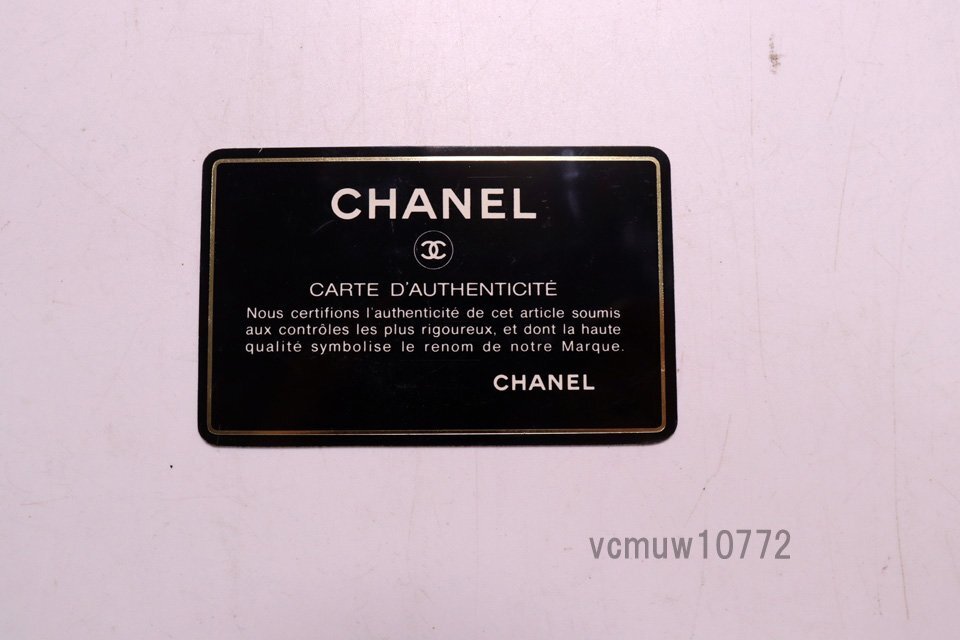 CHANEL
CARTE D'AUTHENTICITÉ
Nous certifions l'authenticité de cet article soumis
aux contrôles les plus rigoureux, et dont la haute
qualité symbolise le renom de notre Marque.
CHANEL
vcmuw10772